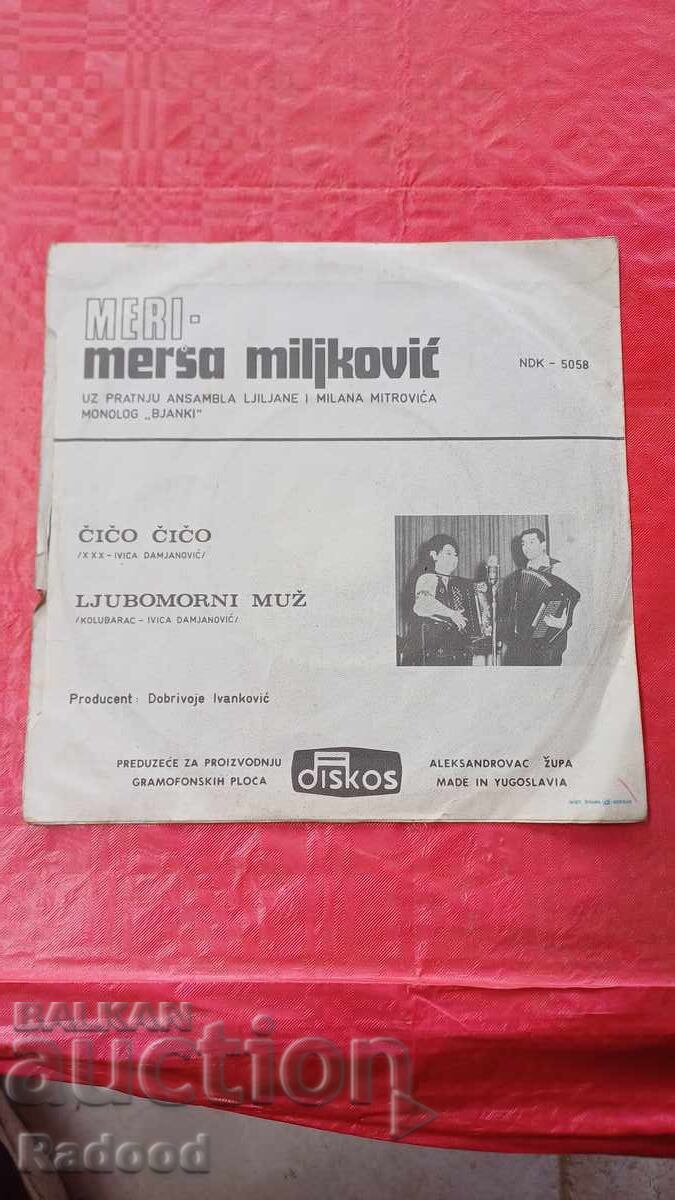 MERI-
merša miljković
NDK - 5058
UZ PRATNJU ANSAMBLA LJILJANE I MILANA MITROVIĆA
MONOLOG „BJANKI"
ČIČO ČIČO
/XXX - IVICA DAMJANOVIĆ/
LJUBOMORNI MUŽ
/KOLUBARAC - IVICA DAMJANOVIĆ/
Producent: Dobrivoje Ivanković
PREDUZEĆE ZA PROIZVODNJU
GRAMOFONSKIH PLOCA
diskos
ALEKSANDROVAC ŽUPA
MADE IN YUGOSLAVIA
BALKAN
auction
Radood